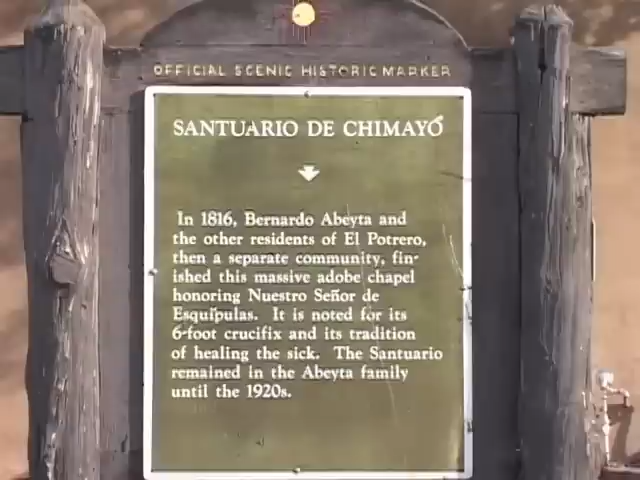 OFFICIAL SCENIC HISTORIC MARKER
SANTUARIO DE CHIMAYÓ
In 1816, Bernardo Abeyta and
the other residents of El Potrero,
then a separate community, fin-
ished this massive adobe chapel
honoring Nuestro Señor de
Esquípulas. It is noted for its
6-foot crucifix and its tradition
of healing the sick. The Santuario
remained in the Abeyta family
until the 1920s.